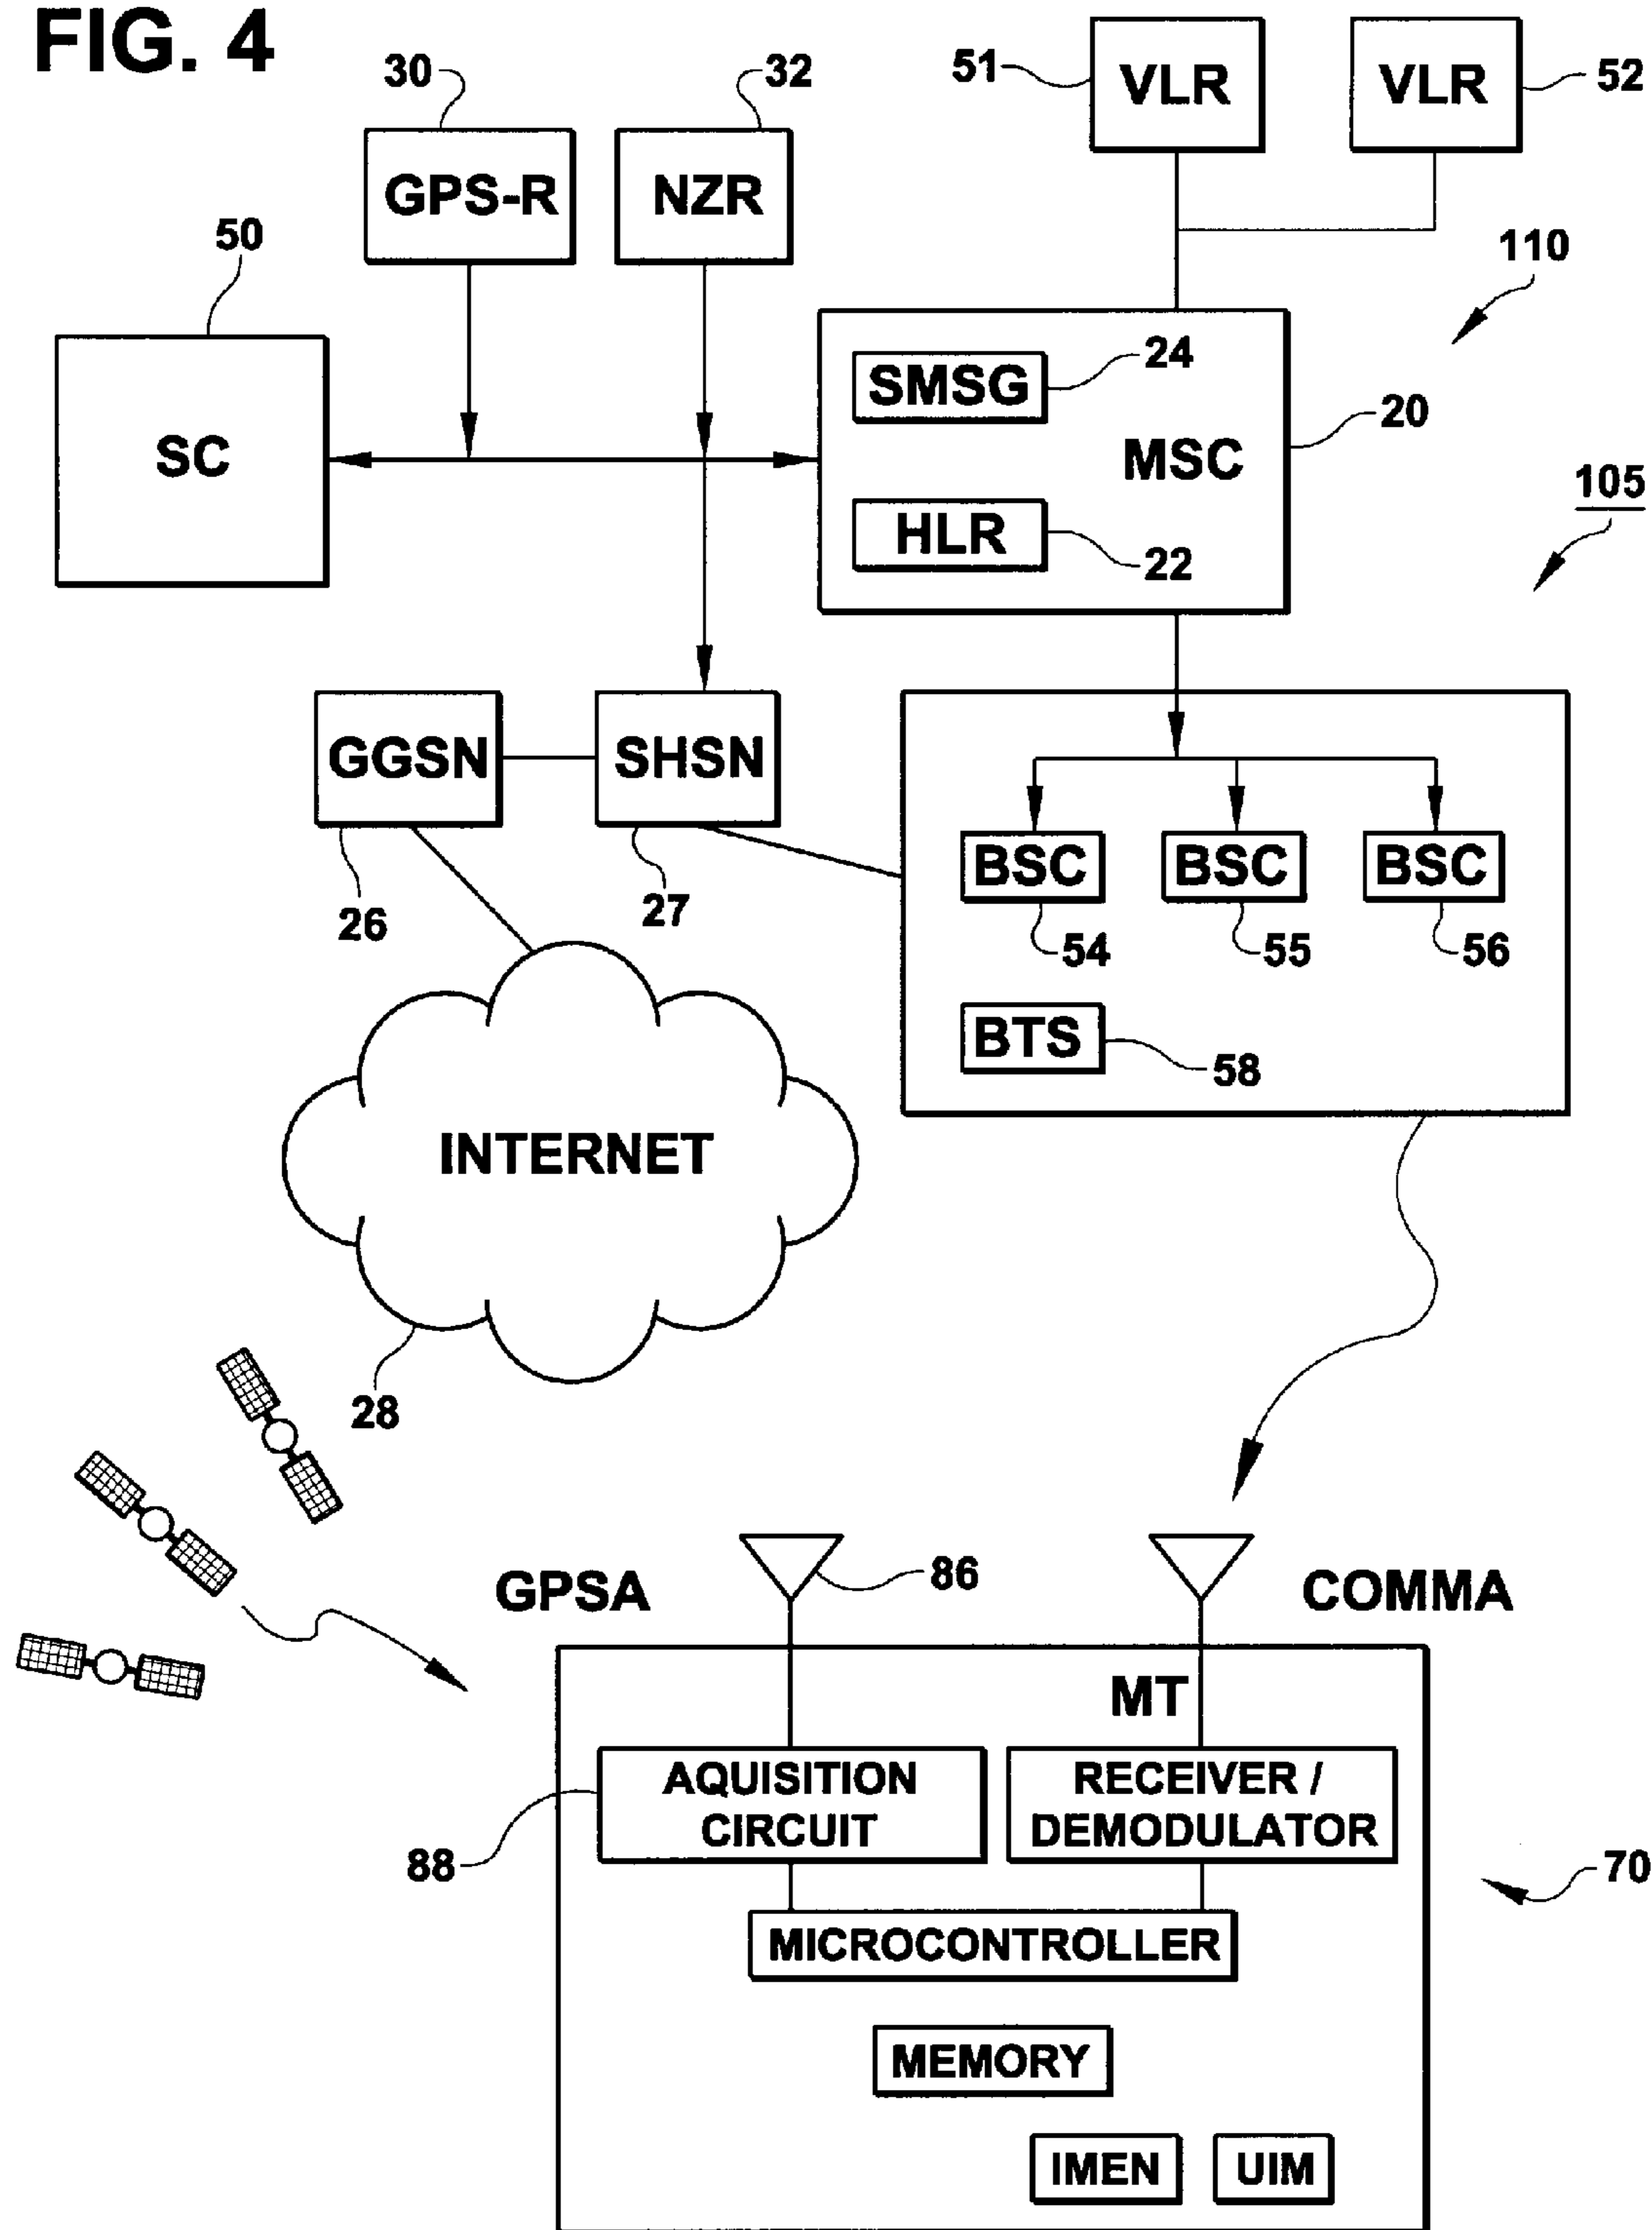 FIG. 4
30
32
51
VLR
VLR
52
GPS-R
NZR
50
110
SMSG
24
20
SC
MSC
105
HLR
22
GGSN
SHSN
BSC
BSC
BSC
26
27
54
55
56
BTS
58
INTERNET
28
GPSA
86
COMMA
MT
AQUISITION
CIRCUIT
RECEIVER /
DEMODULATOR
88
70
MICROCONTROLLER
MEMORY
IMEN
UIM